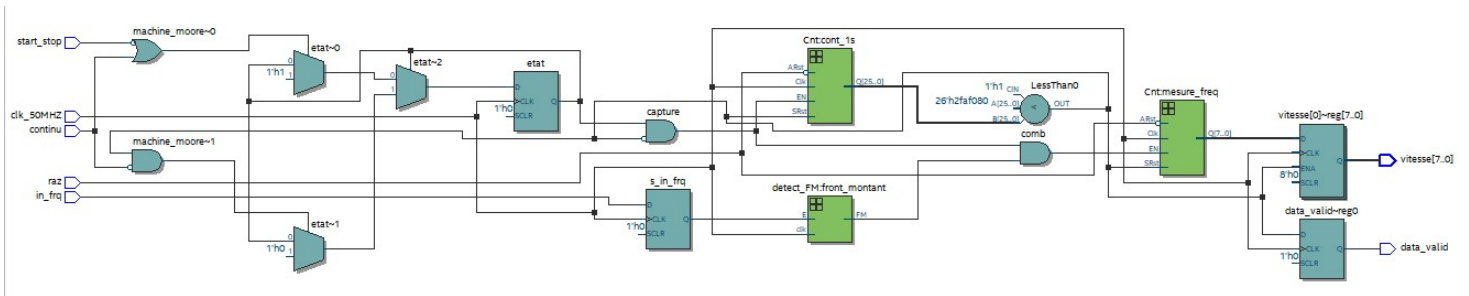 start_stop
clk_50MHZ
continu
raz
in_frq
machine_moore~0
machine_moore~1
etat~0
0
1'h1
1
etat~1
0
1'h0
1
etat~2
0
1
etat
D
CLK
1'h0
SCLR
Q
capture
s_in_frq
D
CLK
1'h0
SCLR
Q
Cnt:cont_1s
ARst
Clk
EN
SRst
Q[25..0]
detect_FM:front_montant
E
clk
FM
LessThan0
1'h1
CIN
26'h2faf080
A[25..0]
B[25..0]
<
OUT
comb
Cnt:mesure_freq
ARst
Clk
EN
SRst
Q[7..0]
vitesse[0]~reg[7..0]
D
CLK
ENA
8'h0
SCLR
Q
vitesse[7..0]
data_valid~reg0
D
CLK
1'h0
SCLR
Q
data_valid